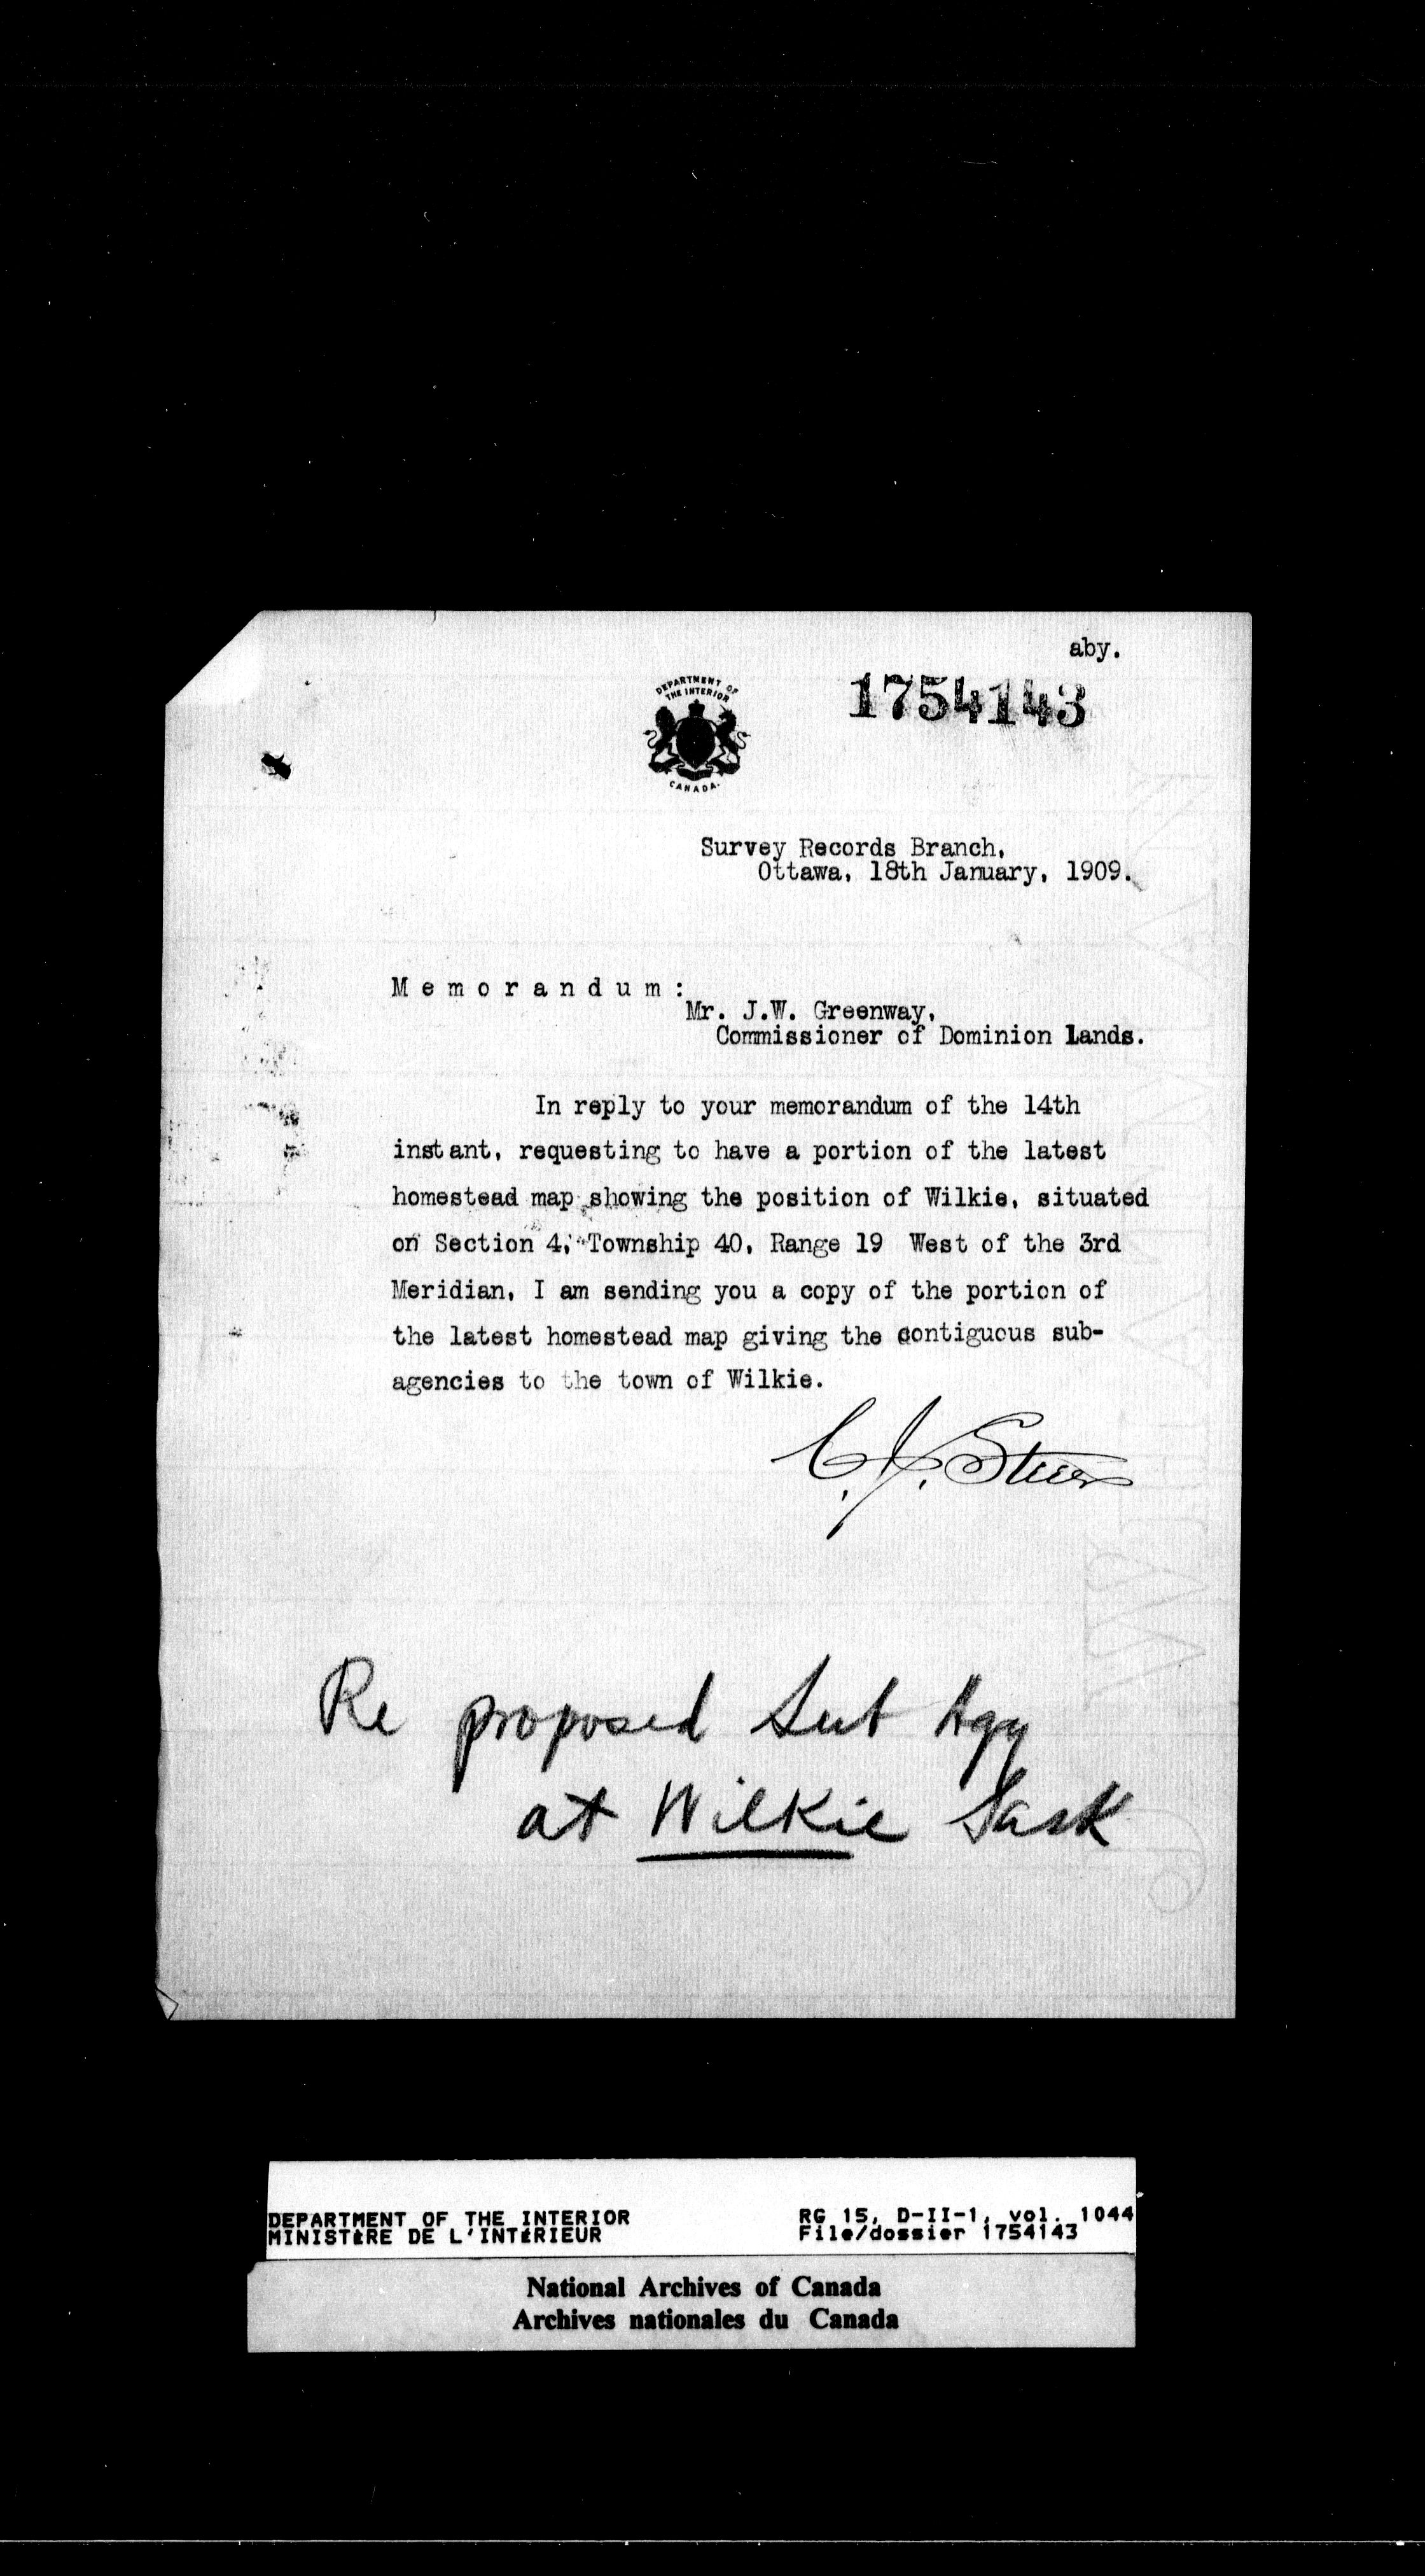 aby.
1754143
DEPARTMENT OF
THE INTERIOR
CANADA.
Survey Records Branch,
Ottawa, 18th January, 1909.
Memorandum:
Mr. J.W. Greenway,
Commissioner of Dominion Lands.
In reply to your memorandum of the 14th
instant, requesting to have a portion of the latest
homestead map showing the position of Wilkie, situated
on Section 4, Township 40, Range 19 West of the 3rd
Meridian, I am sending you a copy of the portion of
the latest homestead map giving the contiguous sub-
agencies to the town of Wilkie.
C. J. Steers
Re proposed Sub Agy
at Wilkie Sask
DEPARTMENT OF THE INTERIOR
MINISTÈRE DE L'INTÉRIEUR
RG 15, D-II-1, vol. 1044
File/dossier 1754143
National Archives of Canada
Archives nationales du Canada